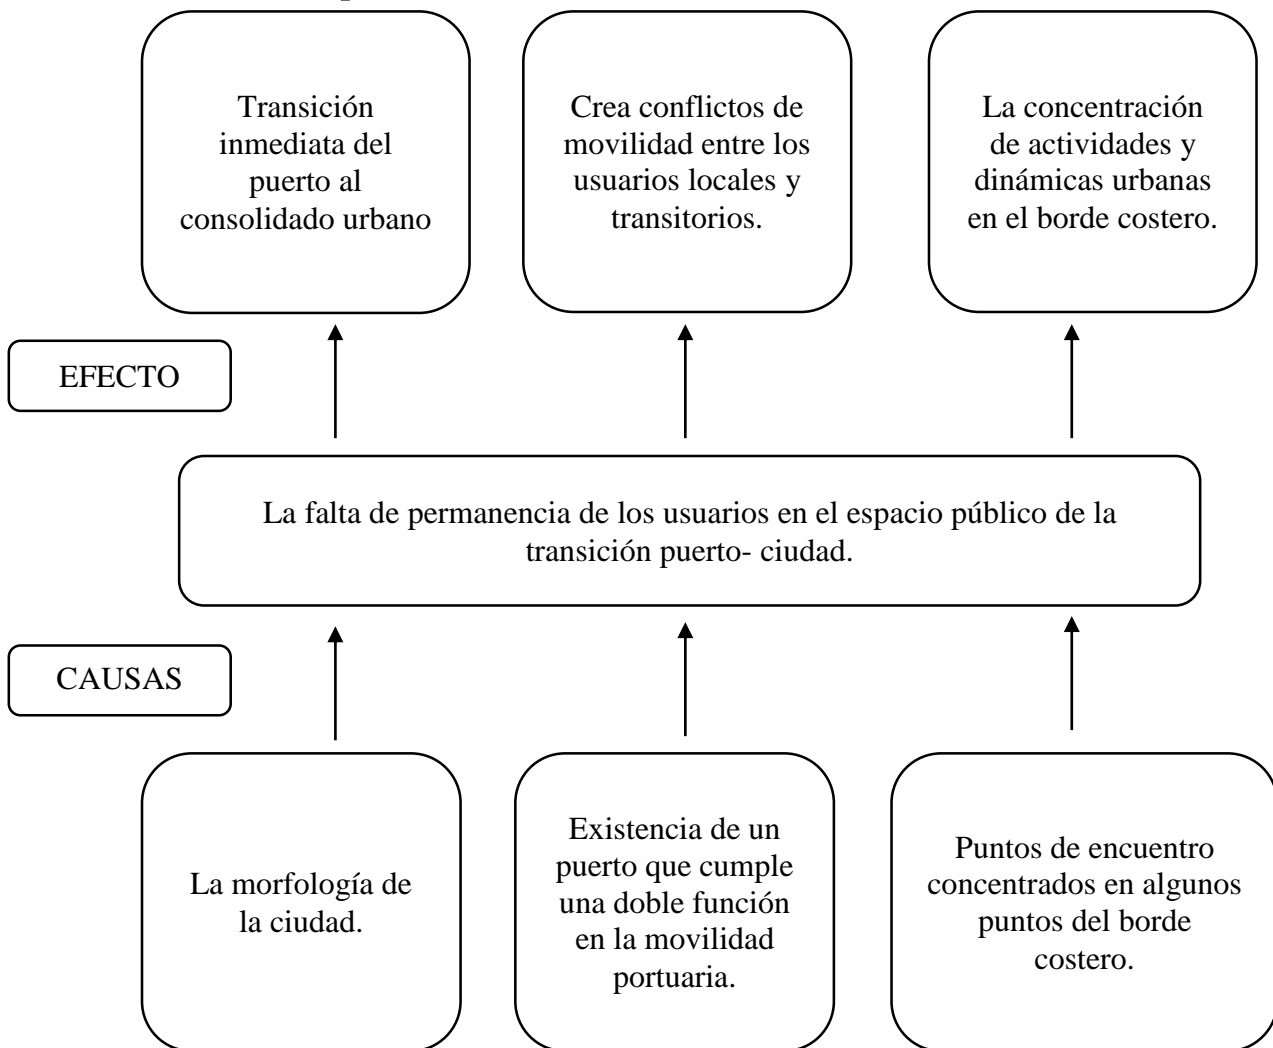 Transición
inmediata del
puerto al
consolidado urbano
Crea conflictos de
movilidad entre los
usuarios locales y
transitorios.
La concentración
de actividades y
dinámicas urbanas
en el borde costero.
EFECTO
La falta de permanencia de los usuarios en el espacio público de la
transición puerto- ciudad.
CAUSAS
La morfología de
la ciudad.
Existencia de un
puerto que cumple
una doble función
en la movilidad
portuaria.
Puntos de encuentro
concentrados en algunos
puntos del borde
costero.